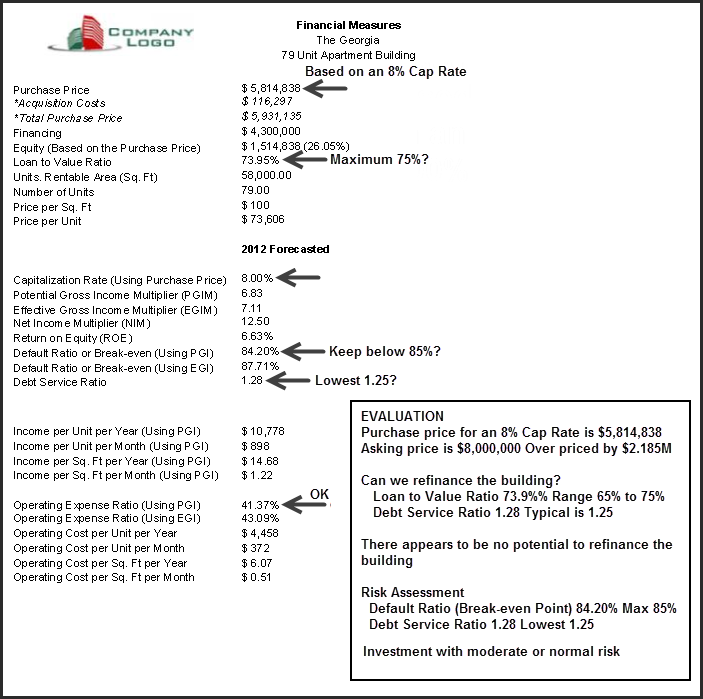 COMPANY
LOGO
Financial Measures
The Georgia
79 Unit Apartment Building
Based on an 8% Cap Rate
Purchase Price $ 5,814,838
*Acquisition Costs $ 116,297
*Total Purchase Price $ 5,931,135
Financing $ 4,300,000
Equity (Based on the Purchase Price) $ 1,514,838 (26.05%)
Loan to Value Ratio 73.95% Maximum 75%?
Units. Rentable Area (Sq. Ft) 58,000.00
Number of Units 79.00
Price per Sq. Ft $ 100
Price per Unit $ 73,606
2012 Forecasted
Capitalization Rate (Using Purchase Price) 8.00%
Potential Gross Income Multiplier (PGIM) 6.83
Effective Gross Income Multiplier (EGIM) 7.11
Net Income Multiplier (NIM) 12.50
Return on Equity (ROE) 6.63%
Default Ratio or Break-even (Using PGI) 84.20% Keep below 85%?
Default Ratio or Break-even (Using EGI) 87.71%
Debt Service Ratio 1.28 Lowest 1.25?
Income per Unit per Year (Using PGI) $ 10,778
Income per Unit per Month (Using PGI) $ 898
Income per Sq. Ft per Year (Using PGI) $ 14.68
Income per Sq. Ft per Month (Using PGI) $ 1.22
Operating Expense Ratio (Using PGI) 41.37% OK
Operating Expense Ratio (Using EGI) 43.09%
Operating Cost per Unit per Year $ 4,458
Operating Cost per Unit per Month $ 372
Operating Cost per Sq. Ft per Year $ 6.07
Operating Cost per Sq. Ft per Month $ 0.51
EVALUATION
Purchase price for an 8% Cap Rate is $5,814,838
Asking price is $8,000,000 Over priced by $2.185M
Can we refinance the building?
Loan to Value Ratio 73.9%% Range 65% to 75%
Debt Service Ratio 1.28 Typical is 1.25
There appears to be no potential to refinance the
building
Risk Assessment
Default Ratio (Break-even Point) 84.20% Max 85%
Debt Service Ratio 1.28 Lowest 1.25
Investment with moderate or normal risk